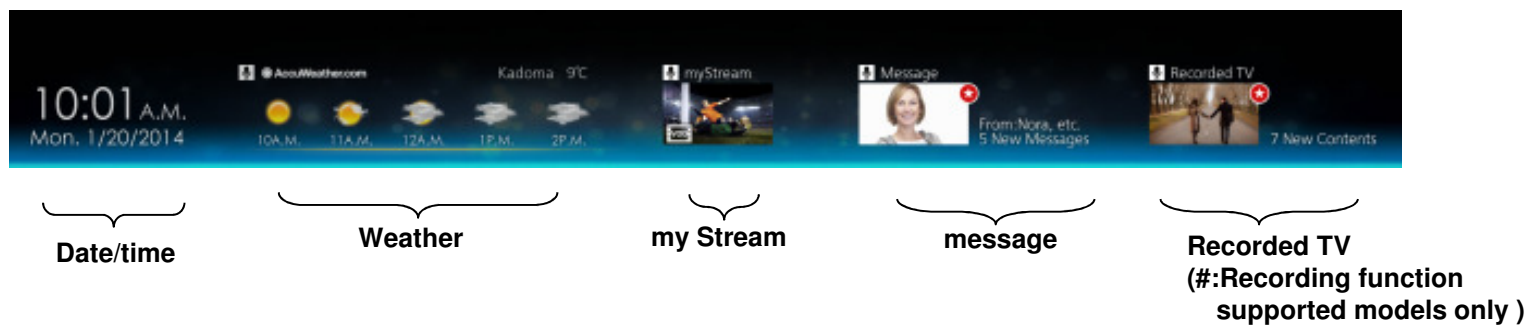 AccuWeather.com Kadoma 9℃
myStream
Message
Recorded TV
10:01 A.M.
Mon. 1/20/2014
10A.M. 11A.M. 12A.M. 1P.M. 2P.M.
From:Nora, etc.
5 New Messages
7 New Contents
Date/time
Weather
my Stream
message
Recorded TV
(#:Recording function
supported models only )